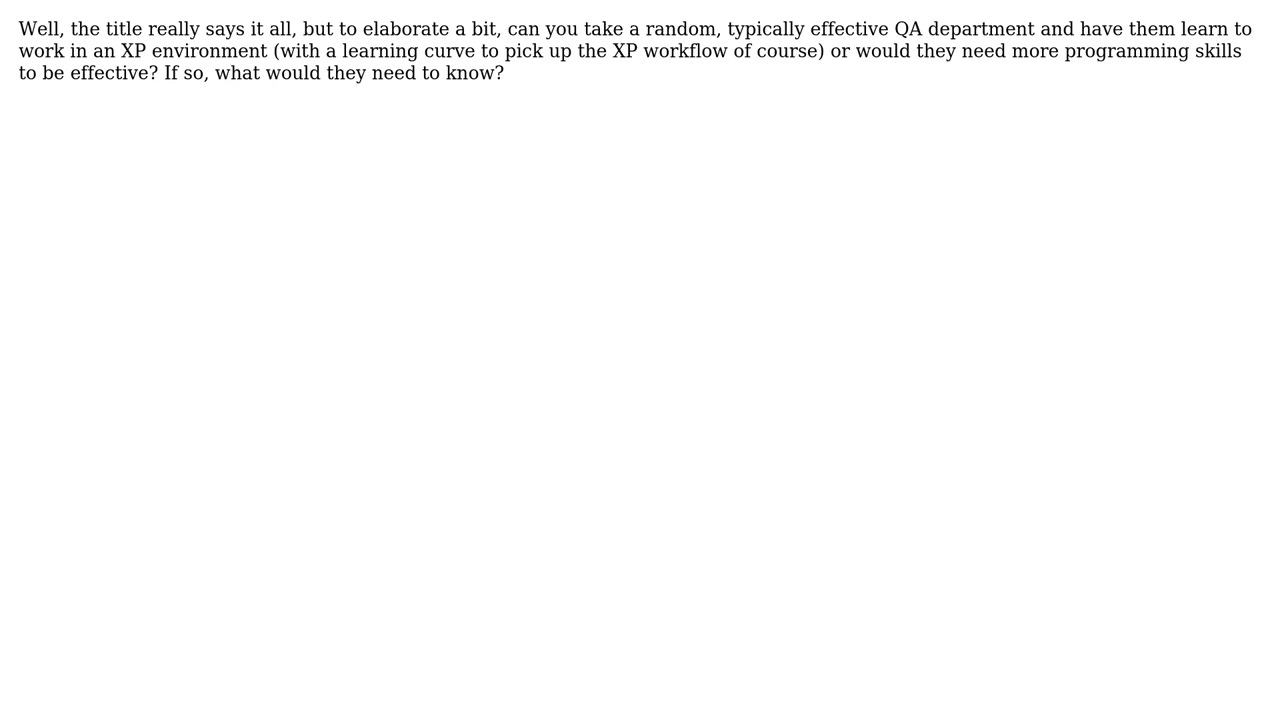 Well, the title really says it all, but to elaborate a bit, can you take a random, typically effective QA department and have them learn to
work in an XP environment (with a learning curve to pick up the XP workflow of course) or would they need more programming skills
to be effective? If so, what would they need to know?